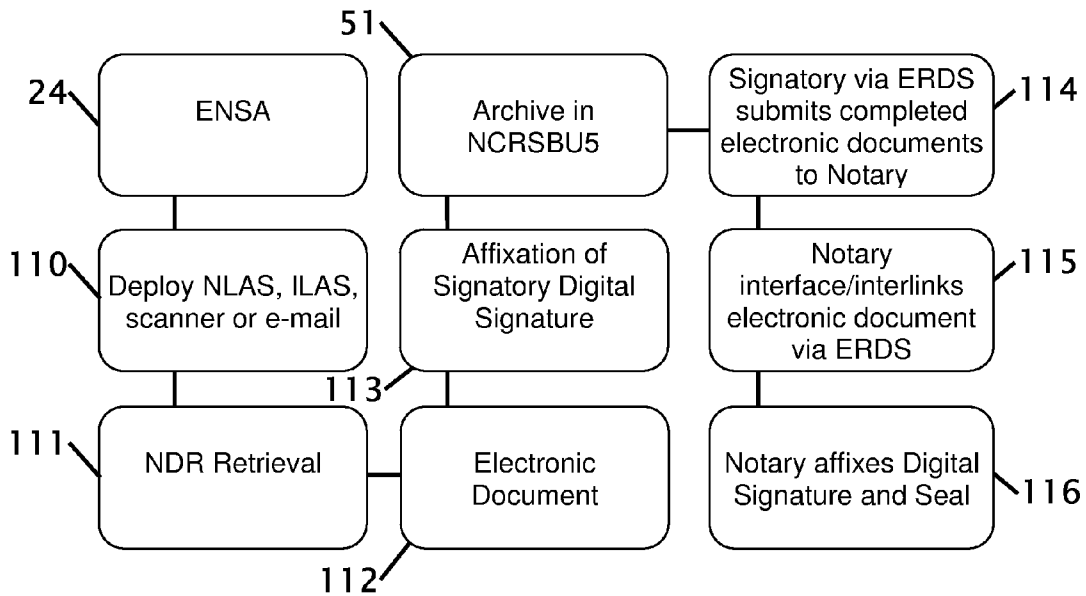 51
24
ENSA
Archive in
NCRSBU5
Signatory via ERDS
submits completed
electronic documents
to Notary
114
110
Deploy NLAS, ILAS,
scanner or e-mail
Affixation of
Signatory Digital
Signature
113
Notary
interface/interlinks
electronic document
via ERDS
115
111
NDR Retrieval
Electronic
Document
112
Notary affixes Digital
Signature and Seal
116